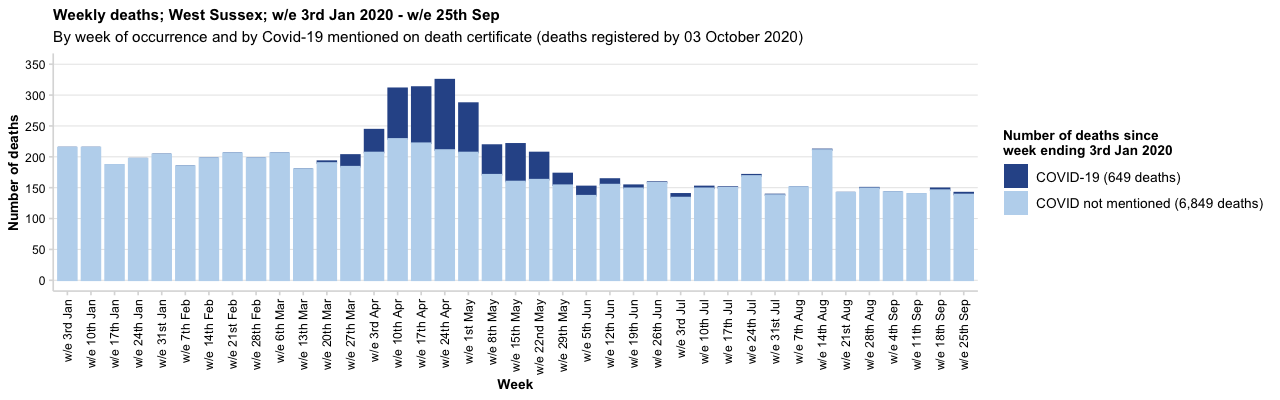 Weekly deaths; West Sussex; w/e 3rd Jan 2020 - w/e 25th Sep
By week of occurrence and by Covid-19 mentioned on death certificate (deaths registered by 03 October 2020)
Number of deaths
350
300
250
200
150
100
50
0
w/e 3rd Jan
w/e 10th Jan
w/e 17th Jan
w/e 24th Jan
w/e 31st Jan
w/e 7th Feb
w/e 14th Feb
w/e 21st Feb
w/e 28th Feb
w/e 6th Mar
w/e 13th Mar
w/e 20th Mar
w/e 27th Mar
w/e 3rd Apr
w/e 10th Apr
w/e 17th Apr
w/e 24th Apr
w/e 1st May
w/e 8th May
w/e 15th May
w/e 22nd May
w/e 29th May
w/e 5th Jun
w/e 12th Jun
w/e 19th Jun
w/e 26th Jun
w/e 3rd Jul
w/e 10th Jul
w/e 17th Jul
w/e 24th Jul
w/e 31st Jul
w/e 7th Aug
w/e 14th Aug
w/e 21st Aug
w/e 28th Aug
w/e 4th Sep
w/e 11th Sep
w/e 18th Sep
w/e 25th Sep
Week
Number of deaths since
week ending 3rd Jan 2020
COVID-19 (649 deaths)
COVID not mentioned (6,849 deaths)